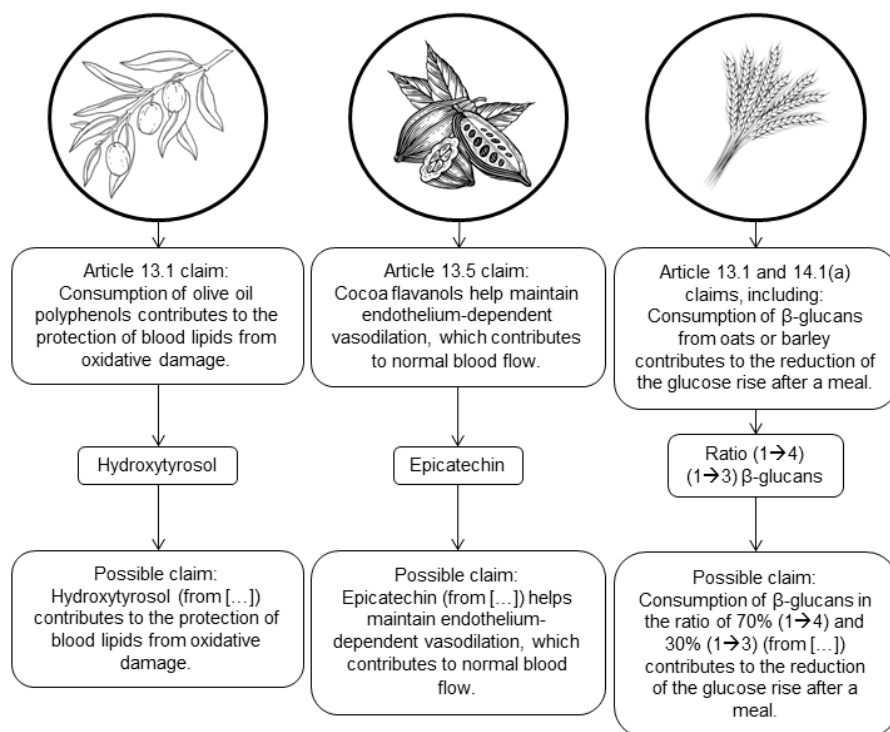 Article 13.1 claim:
Consumption of olive oil
polyphenols contributes to the
protection of blood lipids from
oxidative damage.
Hydroxytyrosol
Possible claim:
Hydroxytyrosol (from [...])
contributes to the protection of
blood lipids from oxidative
damage.
Article 13.5 claim:
Cocoa flavanols help maintain
endothelium-dependent
vasodilation, which contributes
to normal blood flow.
Epicatechin
Possible claim:
Epicatechin (from [...]) helps
maintain endothelium-
dependent vasodilation, which
contributes to normal blood
flow.
Article 13.1 and 14.1(a)
claims, including:
Consumption of β-glucans
from oats or barley
contributes to the reduction of
the glucose rise after a meal.
Ratio (1→4)
(1→3) β-glucans
Possible claim:
Consumption of β-glucans in
the ratio of 70% (1→4) and
30% (1→3) (from [...])
contributes to the reduction
of the glucose rise after a
meal.